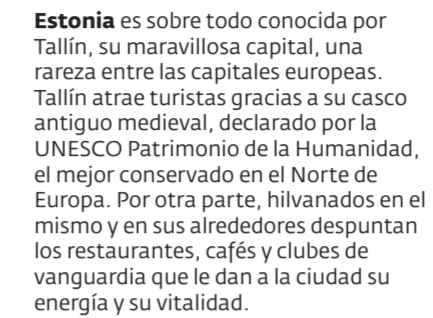 Estonia es sobre todo conocida por
Tallín, su maravillosa capital, una
rareza entre las capitales europeas.
Tallín atrae turistas gracias a su casco
antiguo medieval, declarado por la
UNESCO Patrimonio de la Humanidad,
el mejor conservado en el Norte de
Europa. Por otra parte, hilvanados en el
mismo y en sus alrededores despuntan
los restaurantes, cafés y clubes de
vanguardia que le dan a la ciudad su
energía y su vitalidad.